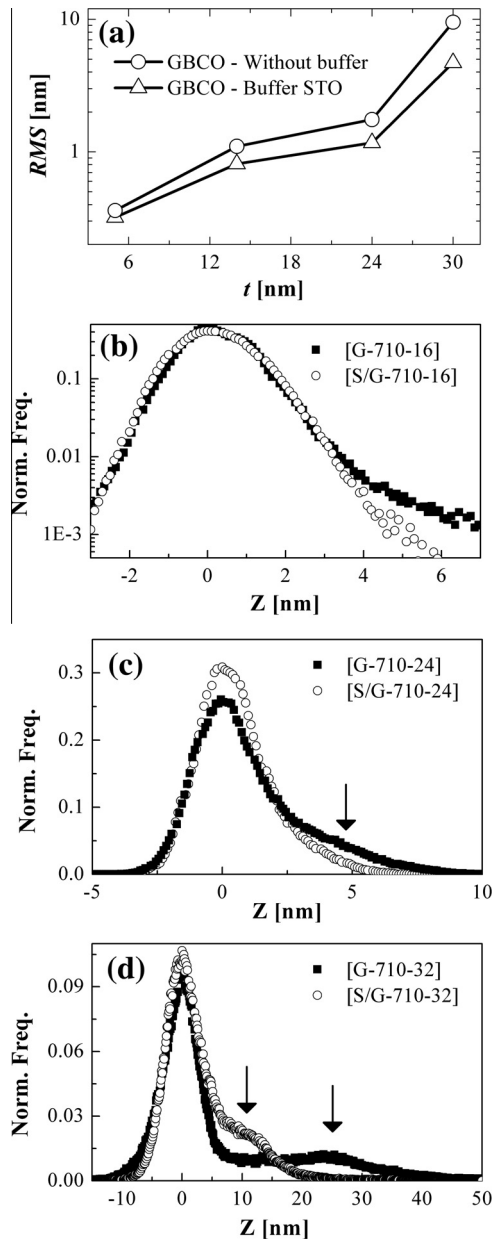 (a)
GBCO - Without buffer
GBCO - Buffer STO
RMS [nm]
10
1
6 12 18 24 30
t [nm]
(b)
[G-710-16]
[S/G-710-16]
Norm. Freq.
0.1
0.01
1E-3
-2 0 2 4 6
Z [nm]
(c)
[G-710-24]
[S/G-710-24]
Norm. Freq.
0.3
0.2
0.1
0.0
-5 0 5 10
Z [nm]
(d)
[G-710-32]
[S/G-710-32]
Norm. Freq.
0.09
0.06
0.03
0.00
-10 0 10 20 30 40 50
Z [nm]